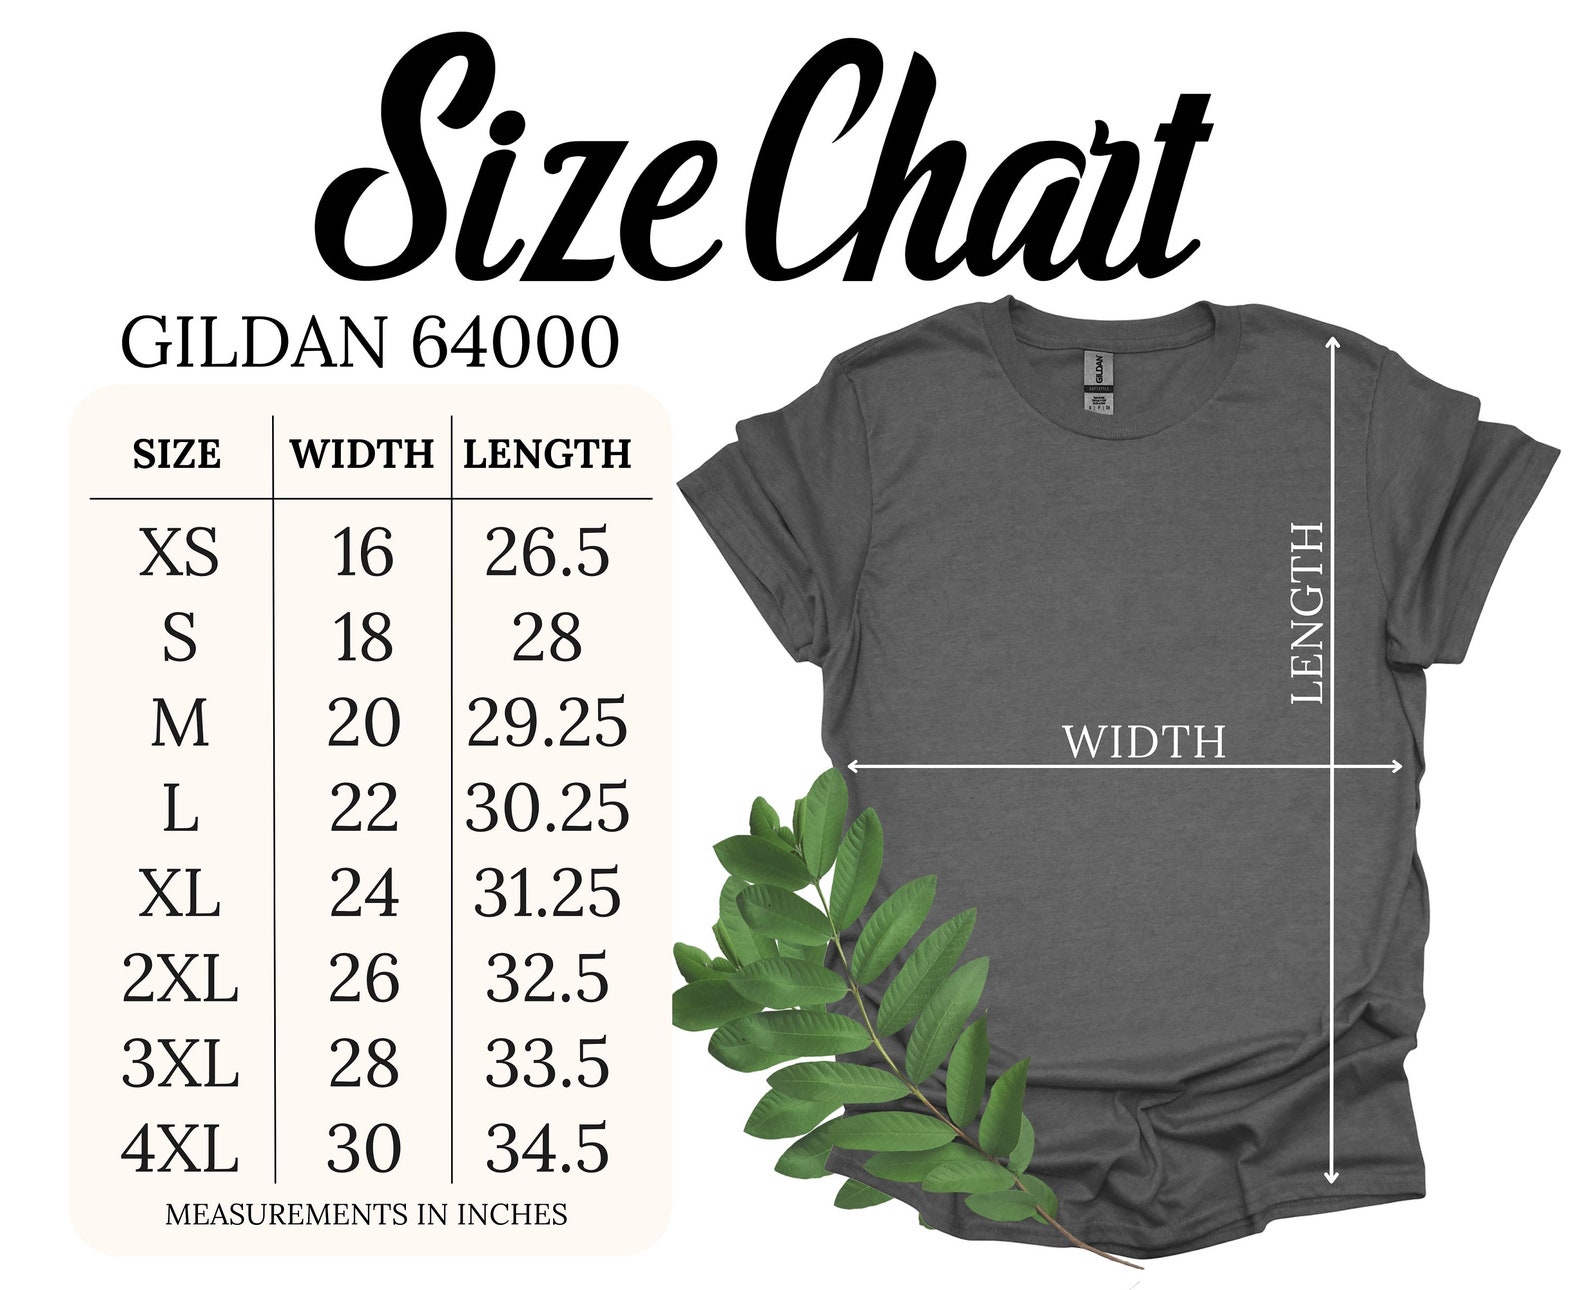 Size Chart
GILDAN 64000
SIZE WIDTH LENGTH
XS 16 26.5
S 18 28
M 20 29.25
L 22 30.25
XL 24 31.25
2XL 26 32.5
3XL 28 33.5
4XL 30 34.5
MEASUREMENTS IN INCHES
GILDAN
SOFTSTYLE
LENGTH
WIDTH